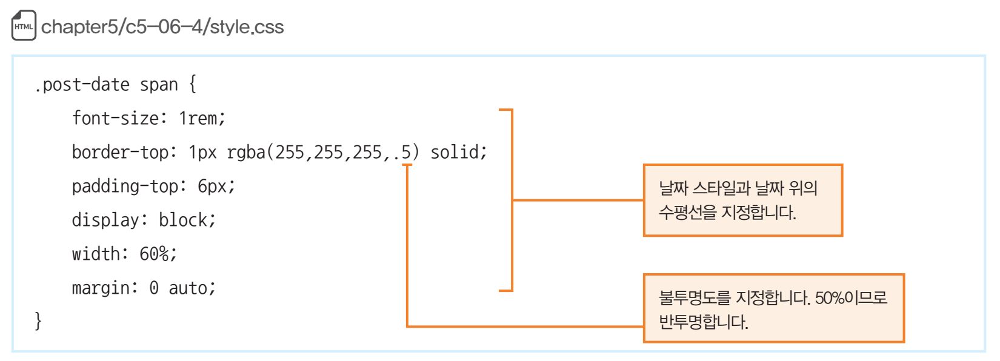 HTML chapter5/c5-06-4/style.css
.post-date span {
font-size: 1rem;
border-top: 1px rgba(255,255,255,.5) solid;
padding-top: 6px;
display: block;
width: 60%;
margin: 0 auto;
}
날짜 스타일과 날짜 위의
수평선을 지정합니다.
불투명도를 지정합니다. 50%이므로
반투명합니다.